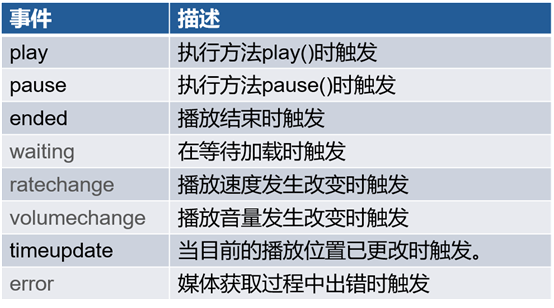 事件 描述
play 执行方法play()时触发
pause 执行方法pause()时触发
ended 播放结束时触发
waiting 在等待加载时触发
ratechange 播放速度发生改变时触发
volumechange 播放音量发生改变时触发
timeupdate 当目前的播放位置已更改时触发。
error 媒体获取过程中出错时触发